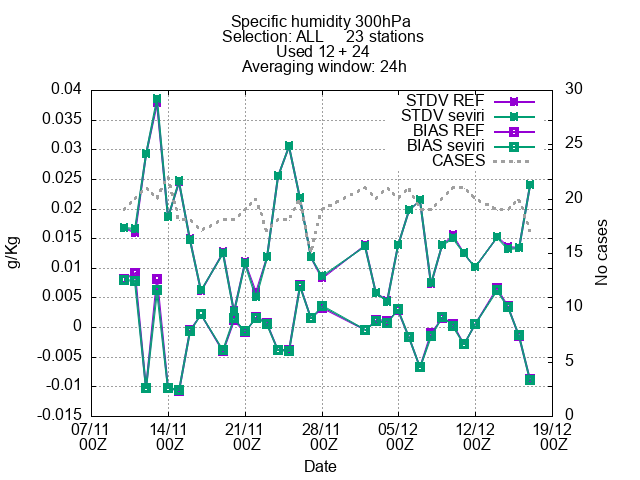 Specific humidity 300hPa
Selection: ALL 23 stations
Used 12 + 24
Averaging window: 24h
STDV REF
STDV seviri
BIAS REF
BIAS seviri
CASES
0.04
0.035
0.03
0.025
0.02
0.015
0.01
0.005
0
-0.005
-0.01
-0.015
g/Kg
30
25
20
15
10
5
0
No cases
07/11 14/11 21/11 28/11 05/12 12/12 19/12
00Z 00Z 00Z 00Z 00Z 00Z 00Z
Date